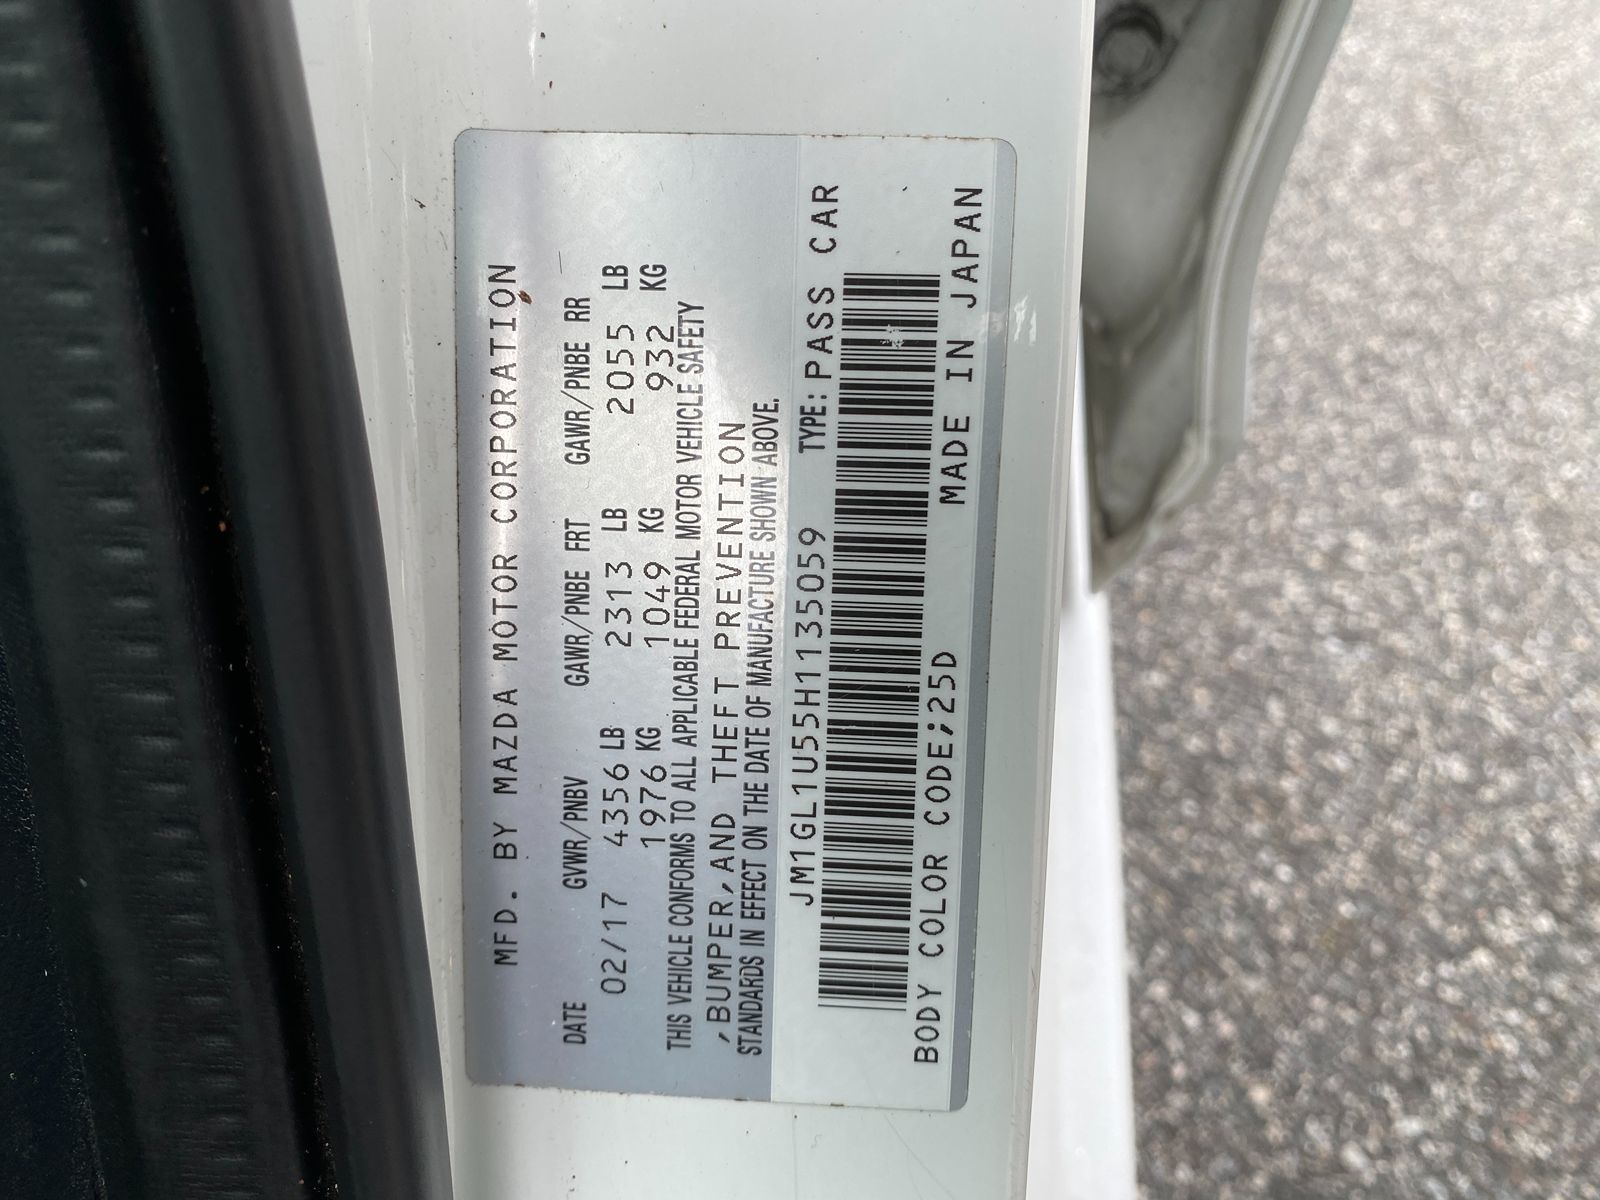 MFD. BY MAZDA MOTOR CORPORATION
DATE GVWR/PNBV GAWR/PNBE FRT GAWR/PNBE RR
02/17 4356 LB 2313 LB 2055 LB
1976 KG 1049 KG 932 KG
THIS VEHICLE CONFORMS TO ALL APPLICABLE FEDERAL MOTOR VEHICLE SAFETY
,BUMPER,AND THEFT PREVENTION
STANDARDS IN EFFECT ON THE DATE OF MANUFACTURE SHOWN ABOVE.
JM1GL1U55H1135059 TYPE: PASS CAR
BODY COLOR CODE;25D MADE IN JAPAN